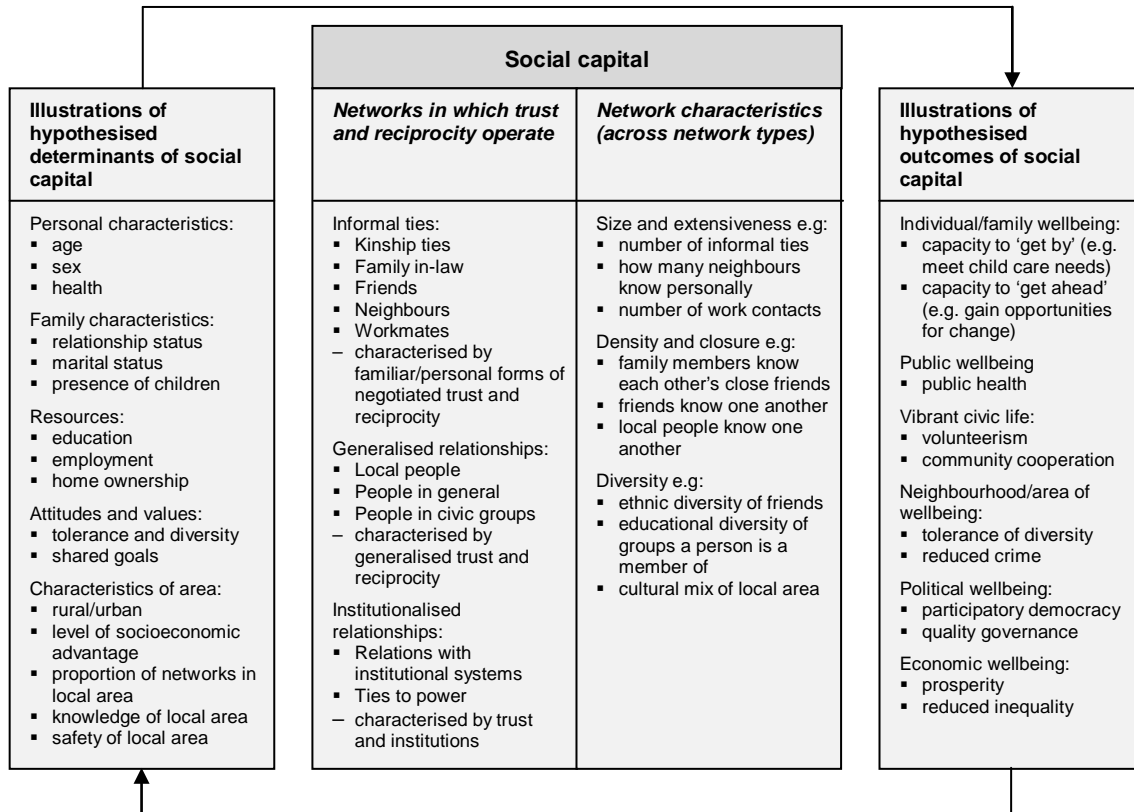 Social capital
Illustrations of
hypothesised
determinants of social
capital
Personal characteristics:
▪ age
▪ sex
▪ health
Family characteristics:
▪ relationship status
▪ marital status
▪ presence of children
Resources:
▪ education
▪ employment
▪ home ownership
Attitudes and values:
▪ tolerance and diversity
▪ shared goals
Characteristics of area:
▪ rural/urban
▪ level of socioeconomic
advantage
▪ proportion of networks in
local area
▪ knowledge of local area
▪ safety of local area
Networks in which trust
and reciprocity operate
Informal ties:
▪ Kinship ties
▪ Family in-law
▪ Friends
▪ Neighbours
▪ Workmates
– characterised by
familiar/personal forms of
negotiated trust and
reciprocity
Generalised relationships:
▪ Local people
▪ People in general
▪ People in civic groups
– characterised by
generalised trust and
reciprocity
Institutionalised
relationships:
▪ Relations with
institutional systems
▪ Ties to power
– characterised by trust
and institutions
Network characteristics
(across network types)
Size and extensiveness e.g:
▪ number of informal ties
▪ how many neighbours
know personally
▪ number of work contacts
Density and closure e.g:
▪ family members know
each other's close friends
▪ friends know one another
▪ local people know one
another
Diversity e.g:
▪ ethnic diversity of friends
▪ educational diversity of
groups a person is a
member of
▪ cultural mix of local area
Illustrations of
hypothesised
outcomes of social
capital
Individual/family wellbeing:
▪ capacity to 'get by' (e.g.
meet child care needs)
▪ capacity to 'get ahead'
(e.g. gain opportunities
for change)
Public wellbeing
▪ public health
Vibrant civic life:
▪ volunteerism
▪ community cooperation
Neighbourhood/area of
wellbeing:
▪ tolerance of diversity
▪ reduced crime
Political wellbeing:
▪ participatory democracy
▪ quality governance
Economic wellbeing:
▪ prosperity
▪ reduced inequality